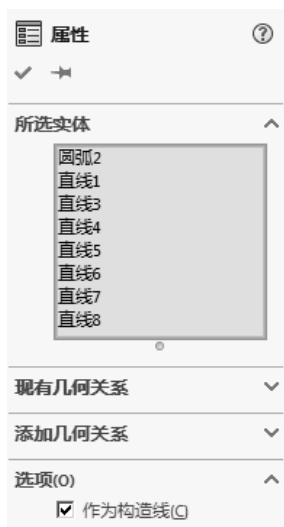 属性
所选实体
圆弧2
直线1
直线3
直线4
直线5
直线6
直线7
直线8
现有几何关系
添加几何关系
选项(O)
作为构造线(C)